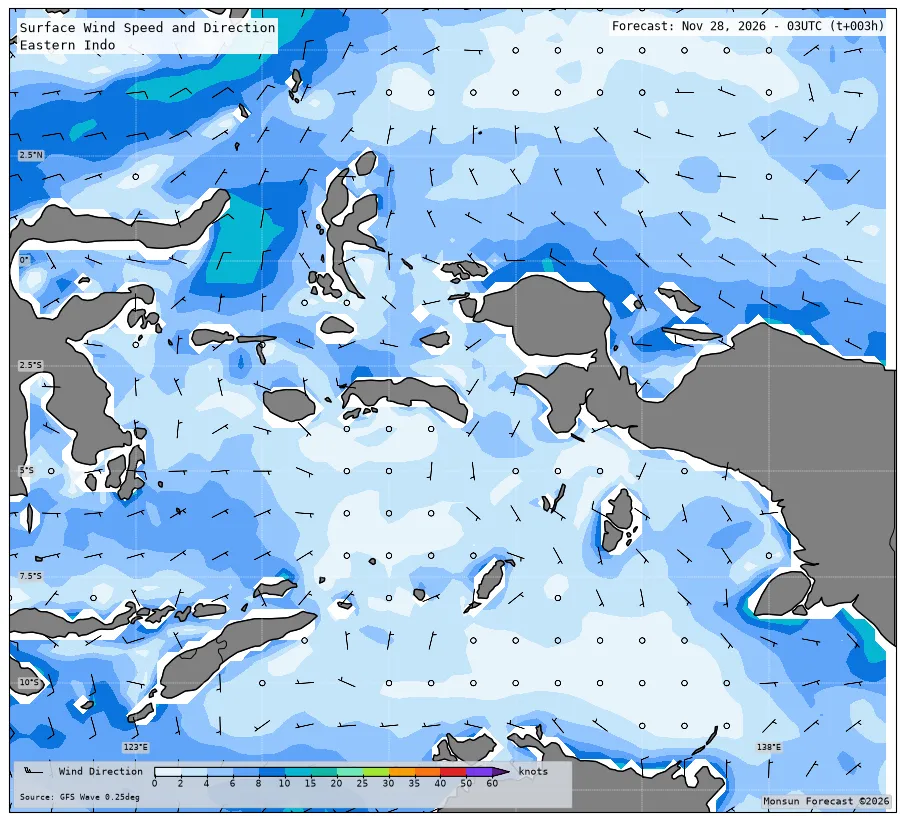 Surface Wind Speed and Direction
Eastern Indo
Forecast: Nov 28, 2026 - 03UTC (t+003h)
2.5°N
0°
2.5°S
5°S
7.5°S
10°S
123°E
138°E
Wind Direction
knots
0 2 4 6 8 10 15 20 25 30 35 40 50 60
Source: GFS Wave 0.25deg
Monsun Forecast ©2026